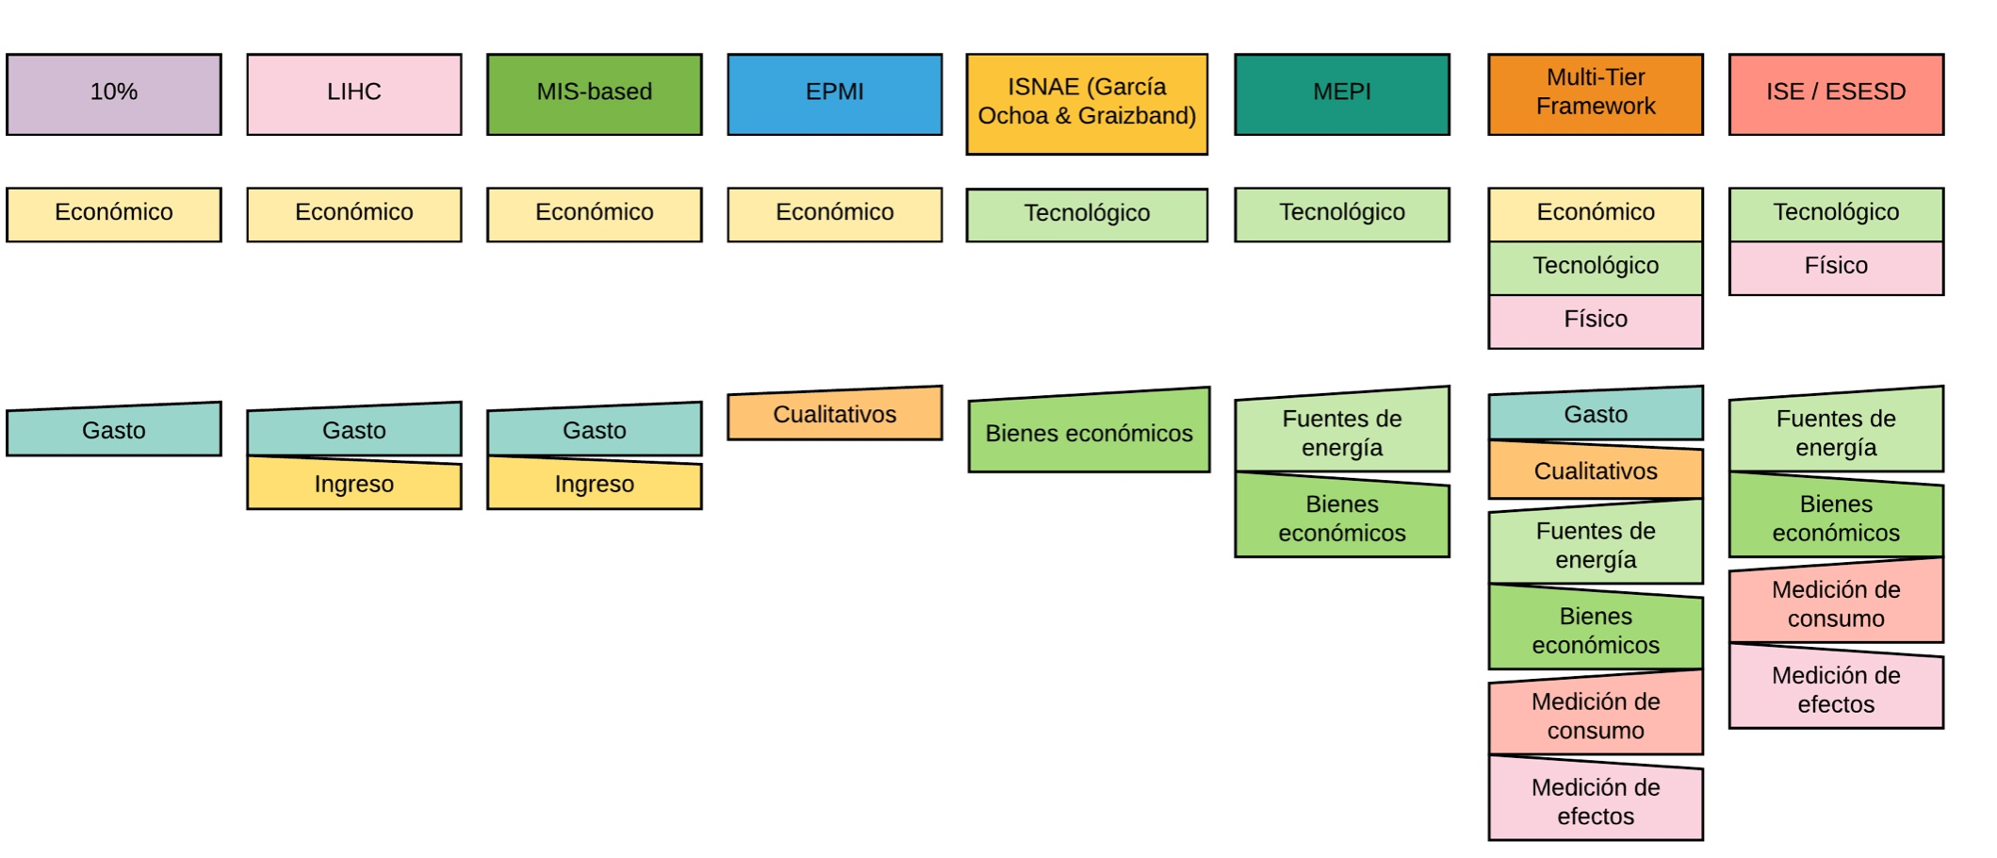 10%
LIHC
MIS-based
EPMI
ISNAE (García
Ochoa & Graizband)
MEPI
Multi-Tier
Framework
ISE / ESESD
Económico
Económico
Económico
Económico
Tecnológico
Tecnológico
Económico
Tecnológico
Físico
Tecnológico
Físico
Gasto
Gasto
Ingreso
Gasto
Ingreso
Cualitativos
Bienes económicos
Fuentes de
energía
Bienes
económicos
Gasto
Cualitativos
Fuentes de
energía
Bienes
económicos
Medición de
consumo
Medición de
efectos
Fuentes de
energía
Bienes
económicos
Medición de
consumo
Medición de
efectos